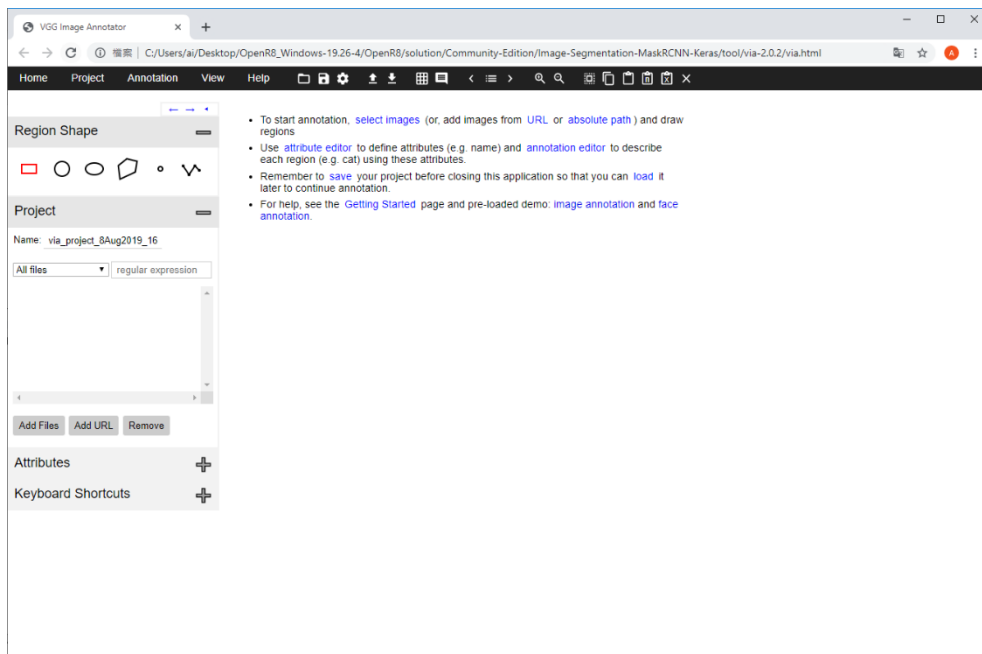 VGG Image Annotator
檔案 | C:/Users/ai/Desktop/OpenR8_Windows-19.26-4/OpenR8/solution/Community-Edition/Image-Segmentation-MaskRCNN-Keras/tool/via-2.0.2/via.html
A
Home Project Annotation View Help
Region Shape
Project
Name: via_project_8Aug2019_16
All files regular expression
Add Files Add URL Remove
Attributes
Keyboard Shortcuts
To start annotation, select images (or, add images from URL or absolute path ) and draw
regions
Use attribute editor to define attributes (e.g. name) and annotation editor to describe
each region (e.g. cat) using these attributes.
Remember to save your project before closing this application so that you can load it
later to continue annotation.
For help, see the Getting Started page and pre-loaded demo: image annotation and face
annotation.